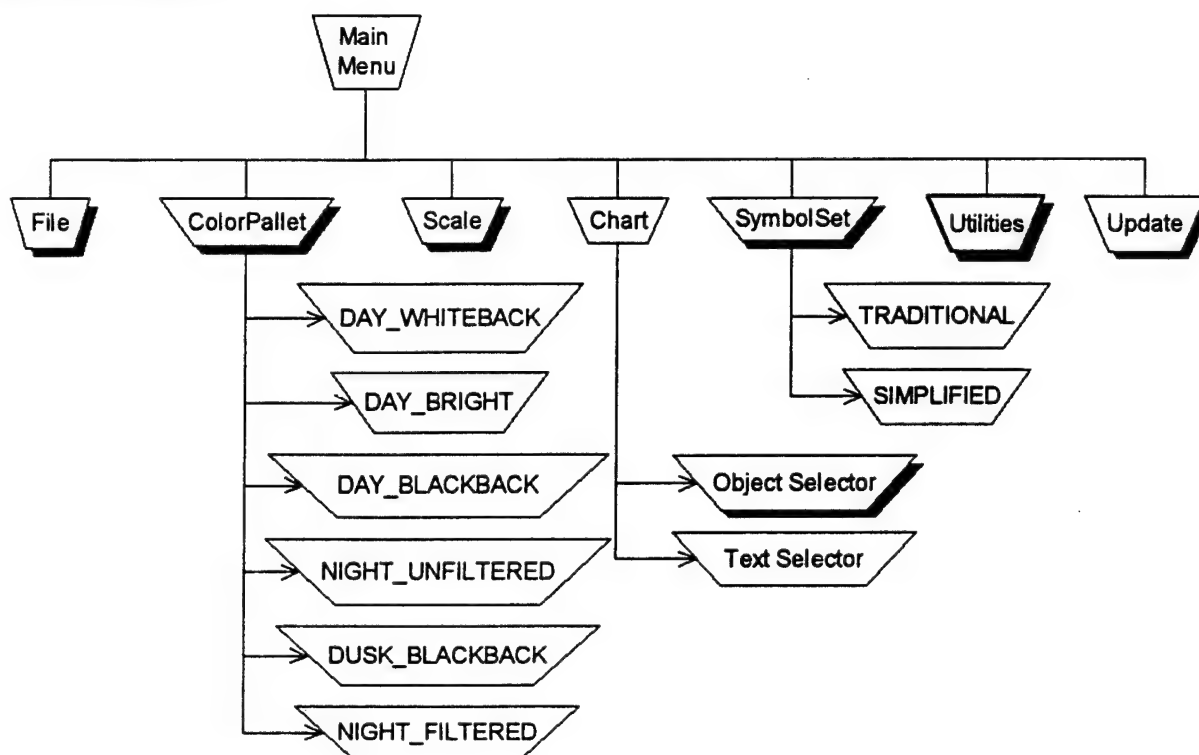 Main
Menu
File
ColorPallet
Scale
Chart
SymbolSet
Utilities
Update
DAY_WHITEBACK
DAY_BRIGHT
DAY_BLACKBACK
NIGHT_UNFILTERED
DUSK_BLACKBACK
NIGHT_FILTERED
Object Selector
Text Selector
TRADITIONAL
SIMPLIFIED